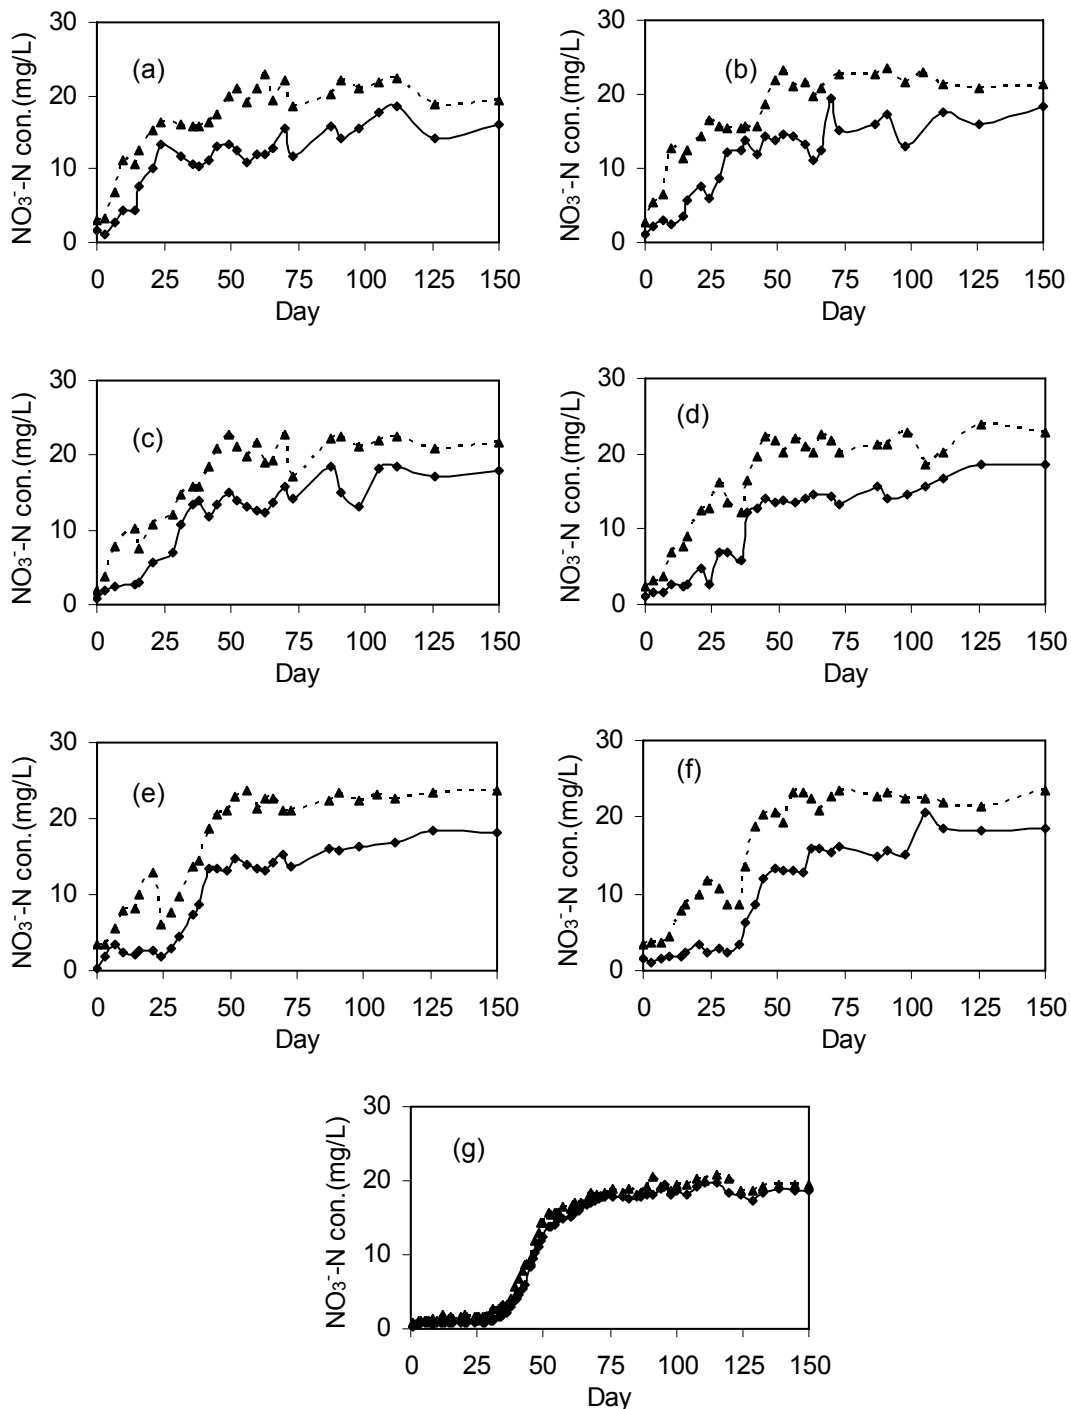 30 30
(a) (b)
20 20
10 10
0 0
NO₃⁻-N con.(mg/L) NO₃⁻-N con.(mg/L)
0 25 50 75 100 125 150 0 25 50 75 100 125 150
Day Day
30 30
(c) (d)
20 20
10 10
0 0
NO₃⁻-N con.(mg/L) NO₃⁻-N con.(mg/L)
0 25 50 75 100 125 150 0 25 50 75 100 125 150
Day Day
30 30
(e) (f)
20 20
10 10
0 0
NO₃⁻-N con.(mg/L) NO₃⁻-N con.(mg/L)
0 25 50 75 100 125 150 0 25 50 75 100 125 150
Day Day
30
(g)
20
10
0
NO₃⁻-N con.(mg/L)
0 25 50 75 100 125 150
Day